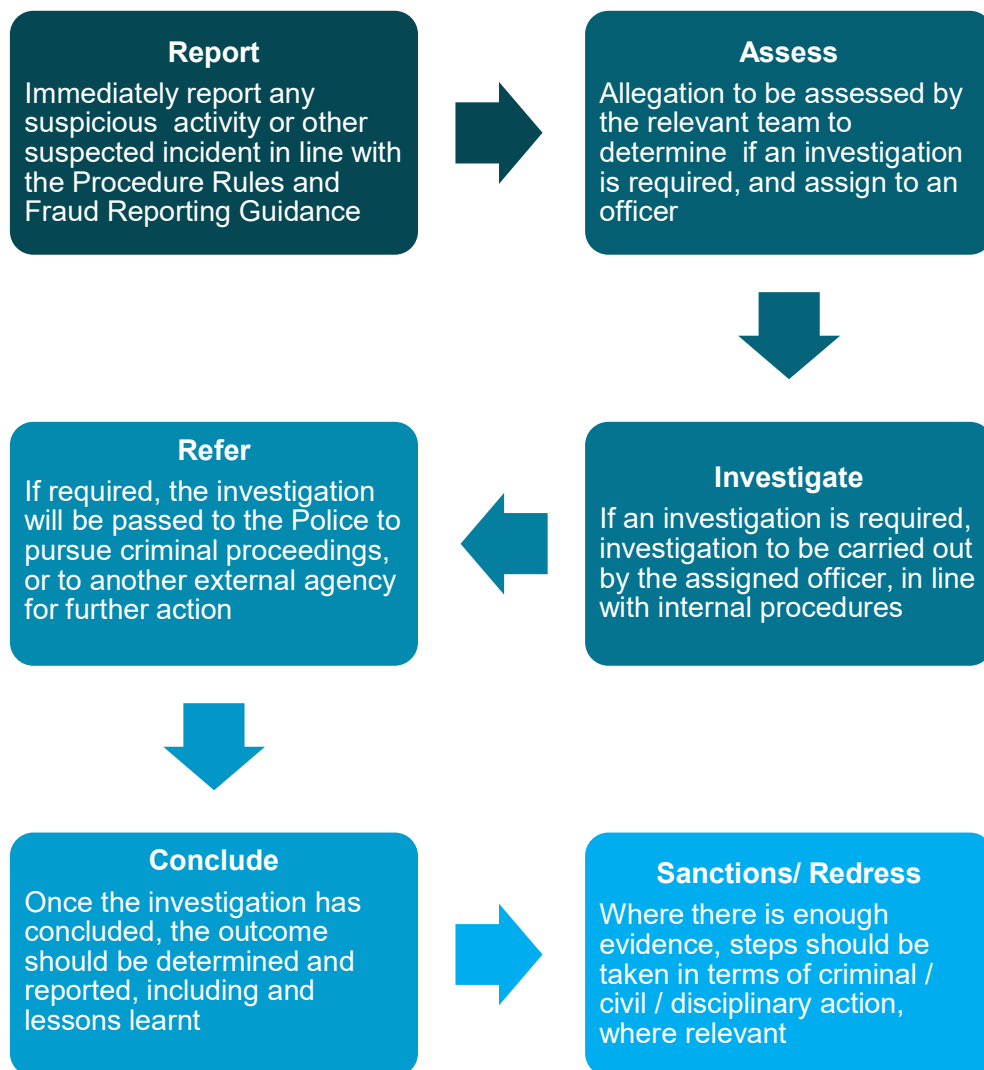 Report
Immediately report any
suspicious  activity or other
suspected incident in line with
the Procedure Rules and
Fraud Reporting Guidance
Assess
Allegation to be assessed by
the relevant team to
determine  if an investigation
is required, and assign to an
officer
Refer
If required, the investigation
will be passed to the Police to
pursue criminal proceedings,
or to another external agency
for further action
Investigate
If an investigation is required,
investigation to be carried out
by the assigned officer, in line
with internal procedures
Conclude
Once the investigation has
concluded, the outcome
should be determined and
reported, including and
lessons learnt
Sanctions/ Redress
Where there is enough
evidence, steps should be
taken in terms of criminal /
civil / disciplinary action,
where relevant